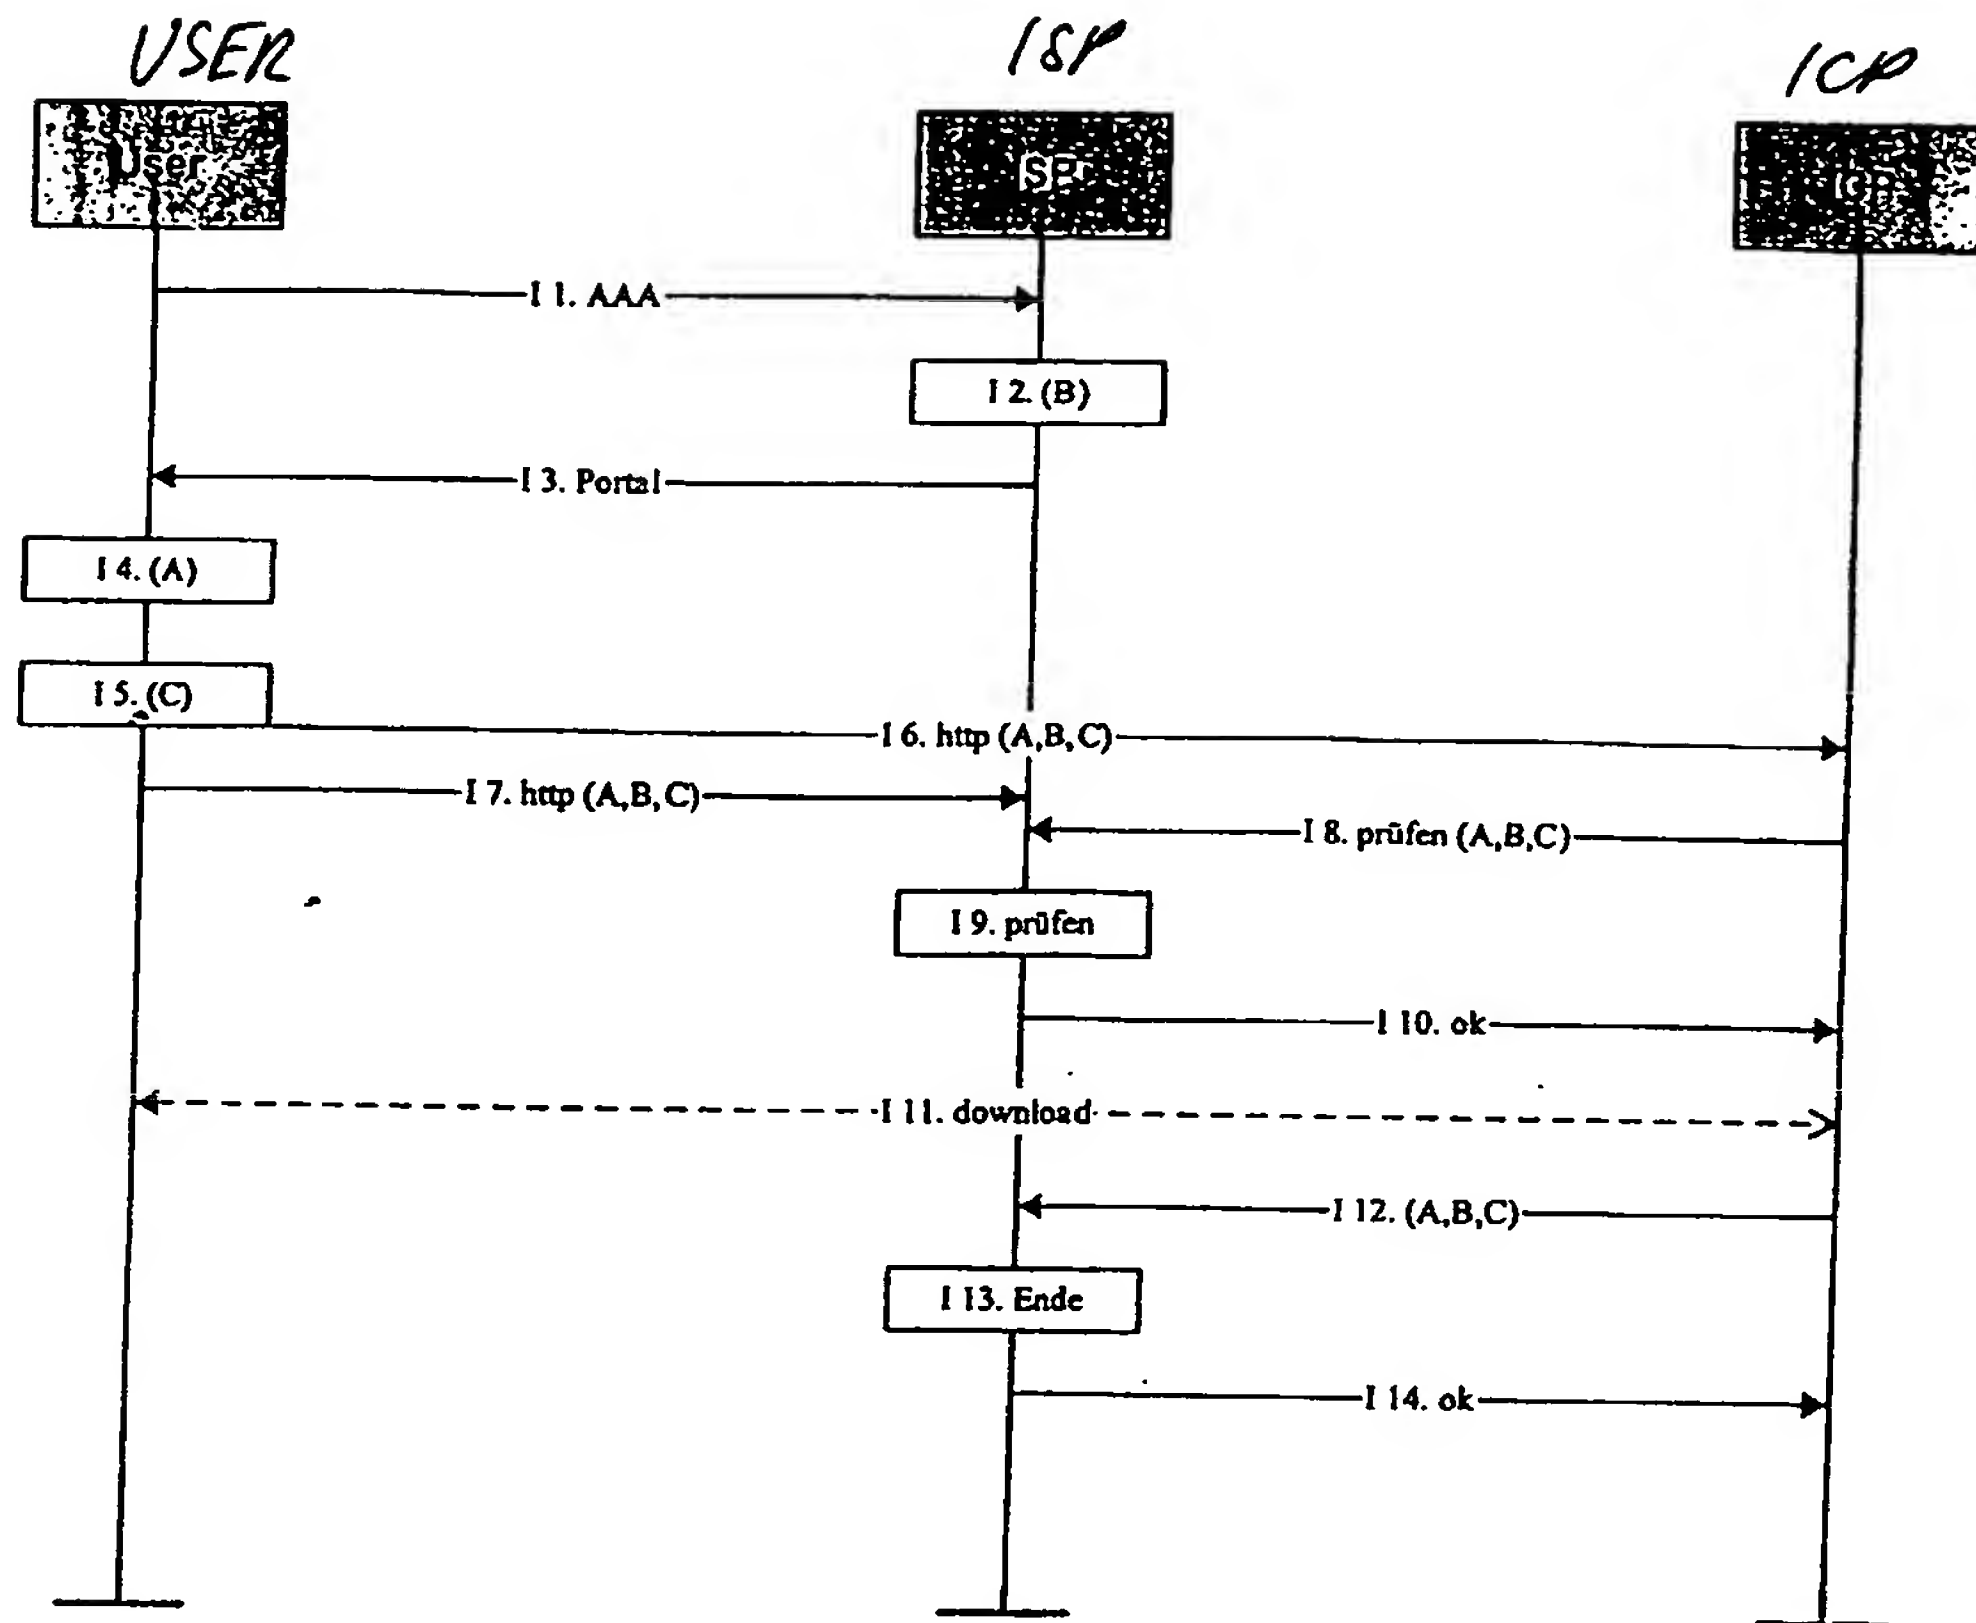 USER
ISP
ICP
User
ISP
I 1. AAA
I 2. (B)
I 3. Portal
I 4. (A)
I 5. (C)
I 6. http (A,B,C)
I 7. http (A,B,C)
I 8. prüfen (A,B,C)
I 9. prüfen
I 10. ok
I 11. download
I 12. (A,B,C)
I 13. Ende
I 14. ok